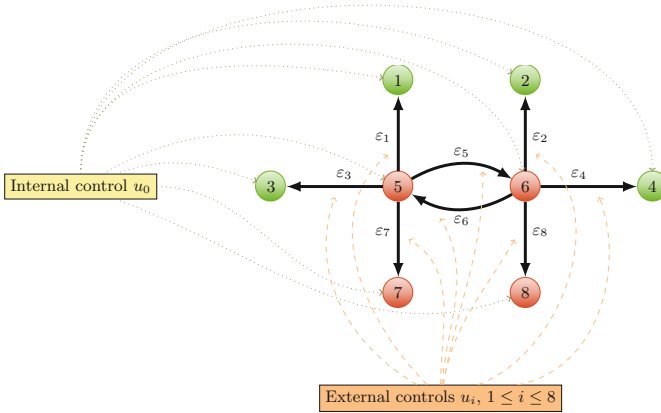 1
2
ε1
ε2
ε5
Internal control u0
3
ε3
5
6
ε4
4
ε6
ε7
ε8
7
8
External controls ui, 1 ≤ i ≤ 8